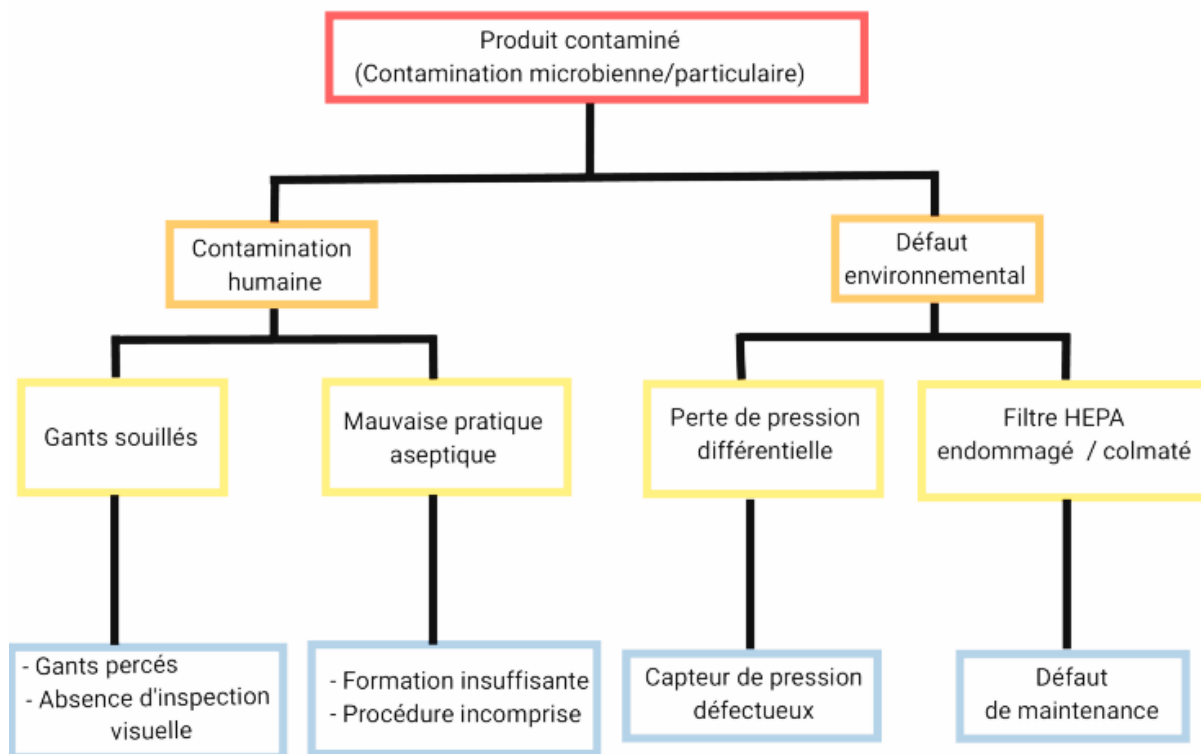 Produit contaminé
(Contamination microbienne/particulaire)
Contamination
humaine
Défaut
environnemental
Gants souillés
Mauvaise pratique
aseptique
Perte de pression
différentielle
Filtre HEPA
endommagé / colmaté
- Gants percés
- Absence d'inspection
visuelle
- Formation insuffisante
- Procédure incomprise
Capteur de pression
défectueux
Défaut
de maintenance